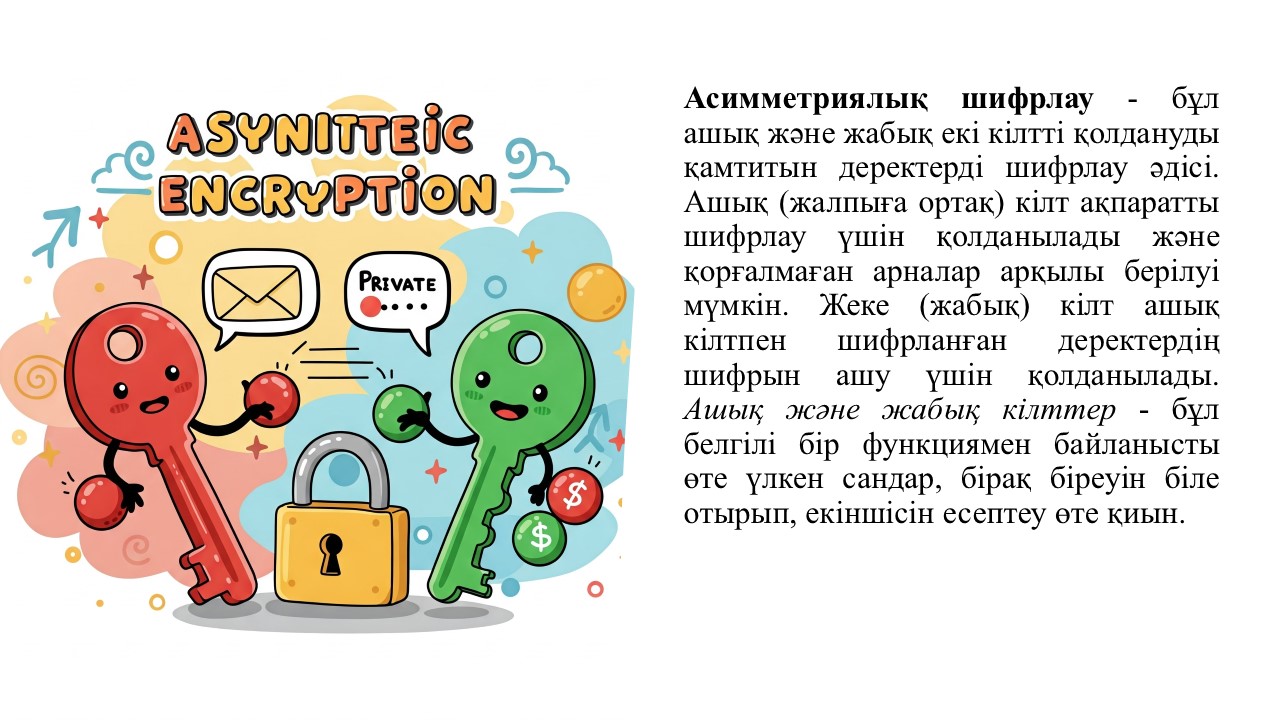 ASYNITTEIC
ENCRYPTION
PRIVATE
$
$
Асимметриялық шифрлау - бұл
ашық және жабық екі кілтті қолдануды
қамтитын деректерді шифрлау әдісі.
Ашық (жалпыға ортақ) кілт ақпаратты
шифрлау үшін қолданылады және
қорғалмаған арналар арқылы берілуі
мүмкін. Жеке (жабық) кілт ашық
кілтпен шифрланған деректердің
шифрын ашу үшін қолданылады.
Ашық және жабық кілттер - бұл
белгілі бір функциямен байланысты
өте үлкен сандар, бірақ біреуін біле
отырып, екіншісін есептеу өте қиын.